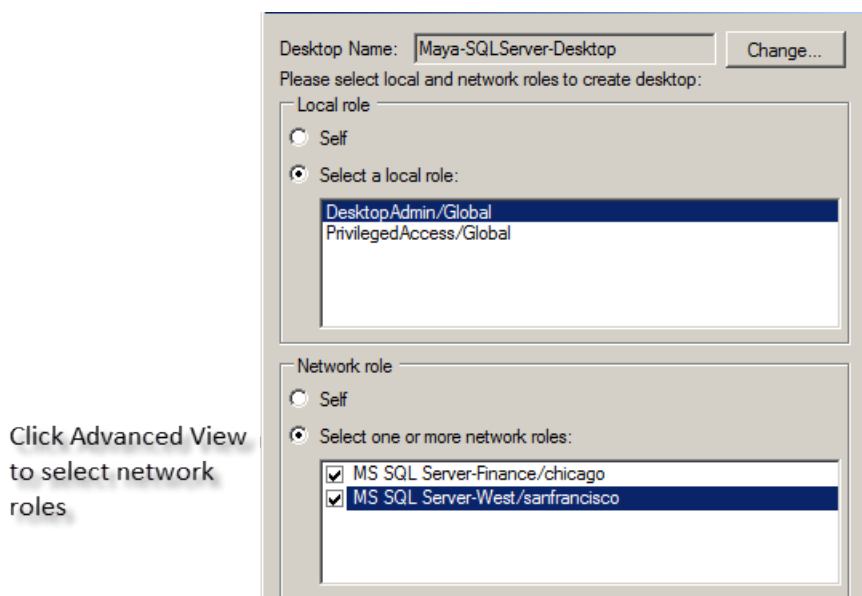 Desktop Name: Maya-SQLServer-Desktop Change...
Please select local and network roles to create desktop:
Local role
Self
Select a local role:
DesktopAdmin/Global
PrivilegedAccess/Global
Network role
Self
Click Advanced View
to select network
roles
Select one or more network roles:
MS SQL Server-Finance/chicago
MS SQL Server-West/sanfrancisco